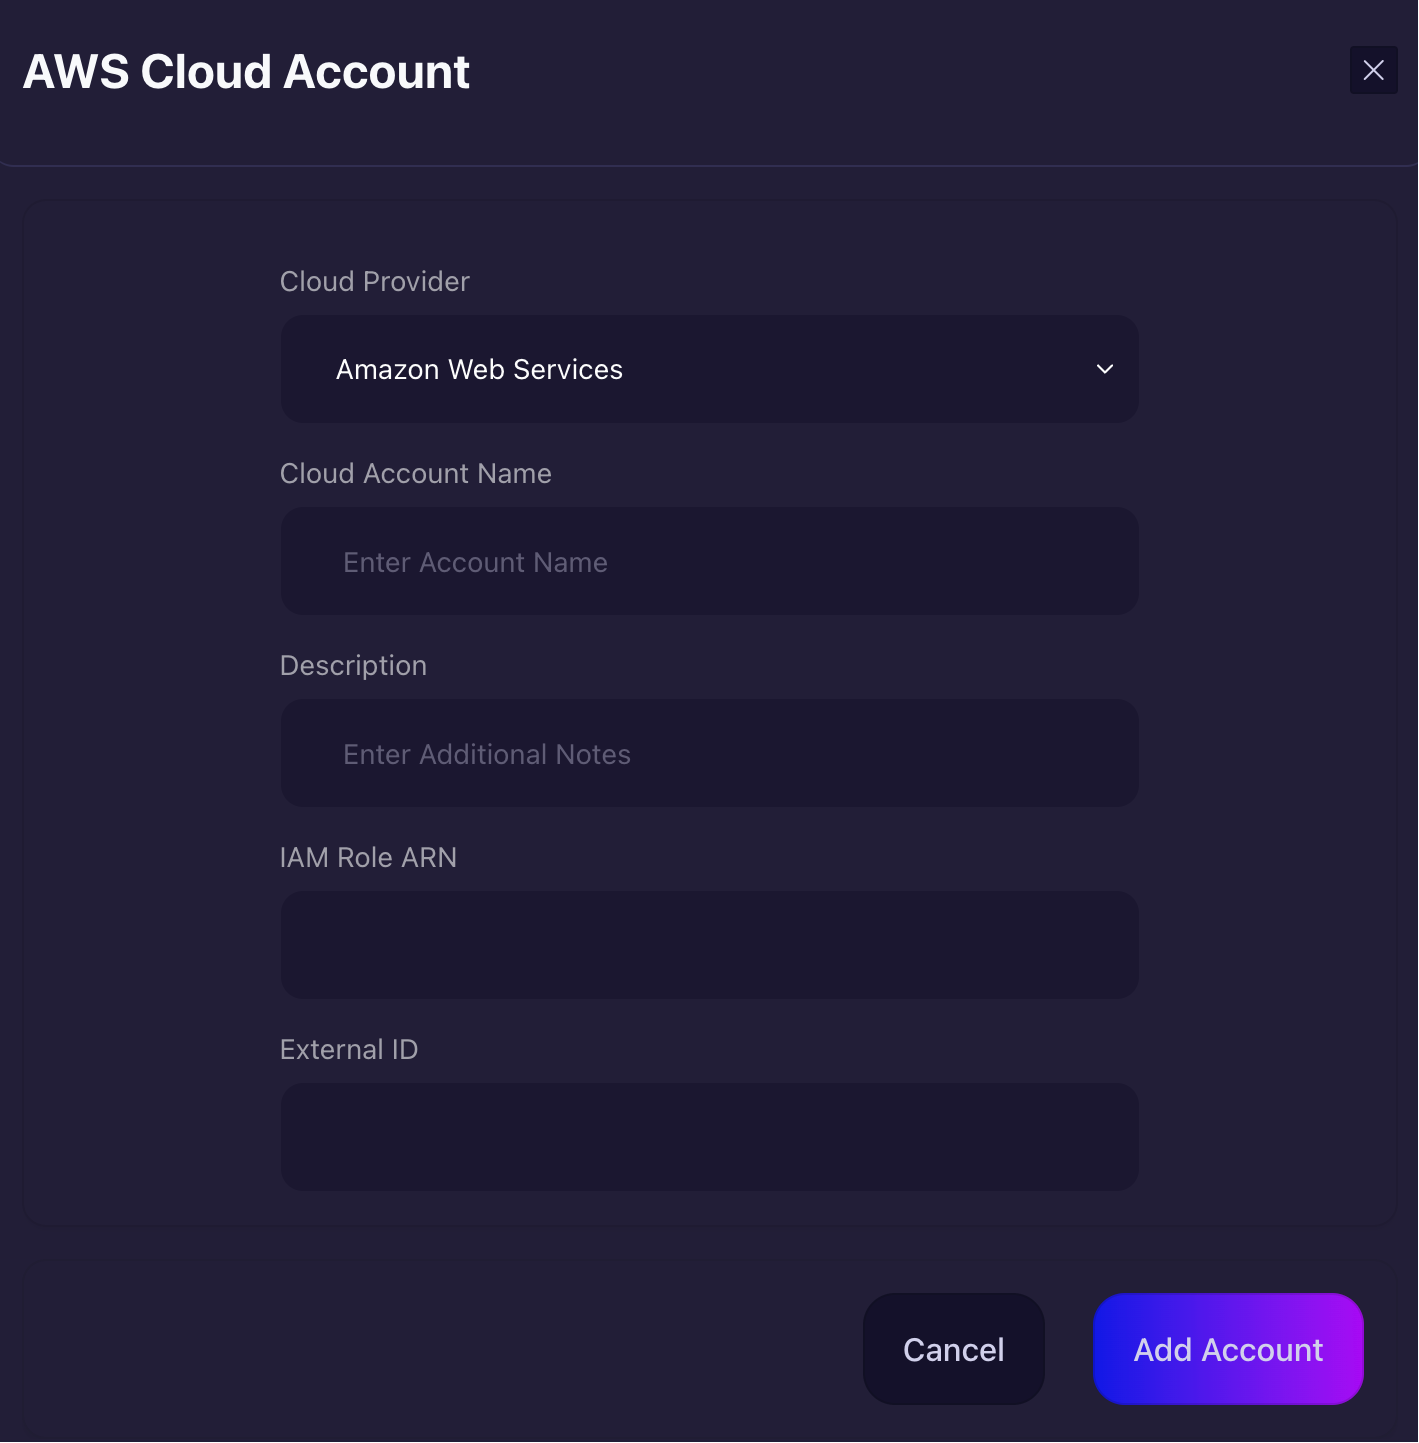 AWS Cloud Account
Cloud Provider
Amazon Web Services
Cloud Account Name
Enter Account Name
Description
Enter Additional Notes
IAM Role ARN
External ID
Cancel
Add Account